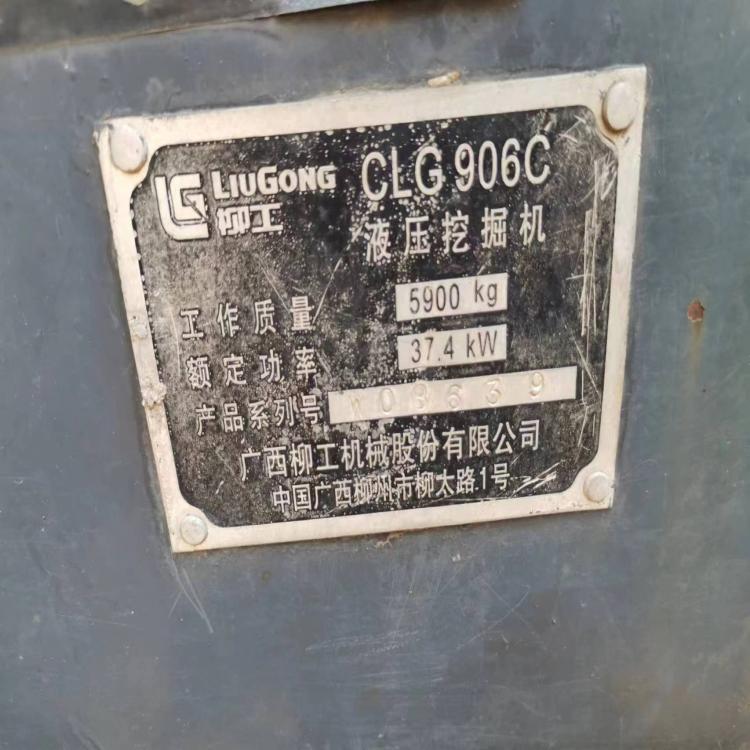 LIUGONG CLG 906C
柳工 液压挖掘机
工作质量 5900 kg
额定功率 37.4 kW
产品系列号 W03639
广西柳工机械股份有限公司
中国广西柳州市柳太路1号